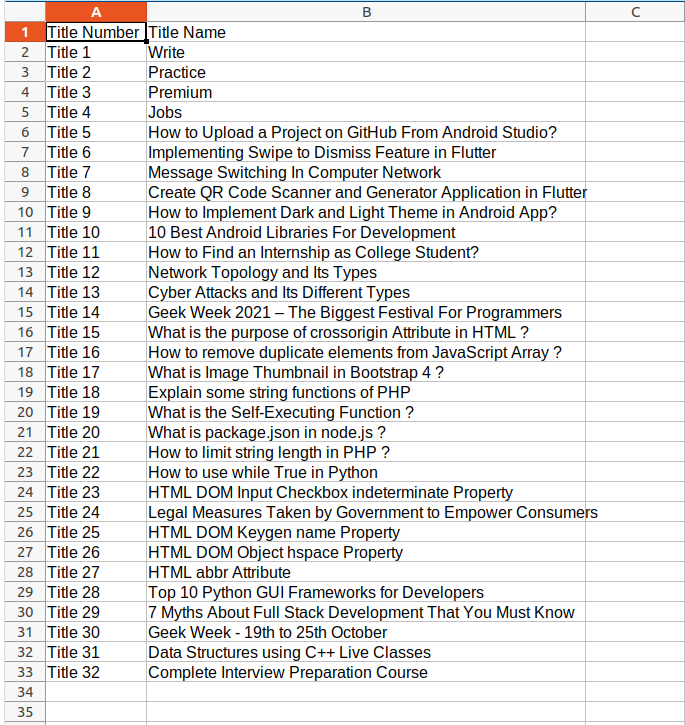 A B C
1 Title Number Title Name
2 Title 1 Write
3 Title 2 Practice
4 Title 3 Premium
5 Title 4 Jobs
6 Title 5 How to Upload a Project on GitHub From Android Studio?
7 Title 6 Implementing Swipe to Dismiss Feature in Flutter
8 Title 7 Message Switching In Computer Network
9 Title 8 Create QR Code Scanner and Generator Application in Flutter
10 Title 9 How to Implement Dark and Light Theme in Android App?
11 Title 10 10 Best Android Libraries For Development
12 Title 11 How to Find an Internship as College Student?
13 Title 12 Network Topology and Its Types
14 Title 13 Cyber Attacks and Its Different Types
15 Title 14 Geek Week 2021 – The Biggest Festival For Programmers
16 Title 15 What is the purpose of crossorigin Attribute in HTML ?
17 Title 16 How to remove duplicate elements from JavaScript Array ?
18 Title 17 What is Image Thumbnail in Bootstrap 4 ?
19 Title 18 Explain some string functions of PHP
20 Title 19 What is the Self-Executing Function ?
21 Title 20 What is package.json in node.js ?
22 Title 21 How to limit string length in PHP ?
23 Title 22 How to use while True in Python
24 Title 23 HTML DOM Input Checkbox indeterminate Property
25 Title 24 Legal Measures Taken by Government to Empower Consumers
26 Title 25 HTML DOM Keygen name Property
27 Title 26 HTML DOM Object hspace Property
28 Title 27 HTML abbr Attribute
29 Title 28 Top 10 Python GUI Frameworks for Developers
30 Title 29 7 Myths About Full Stack Development That You Must Know
31 Title 30 Geek Week - 19th to 25th October
32 Title 31 Data Structures using C++ Live Classes
33 Title 32 Complete Interview Preparation Course
34
35